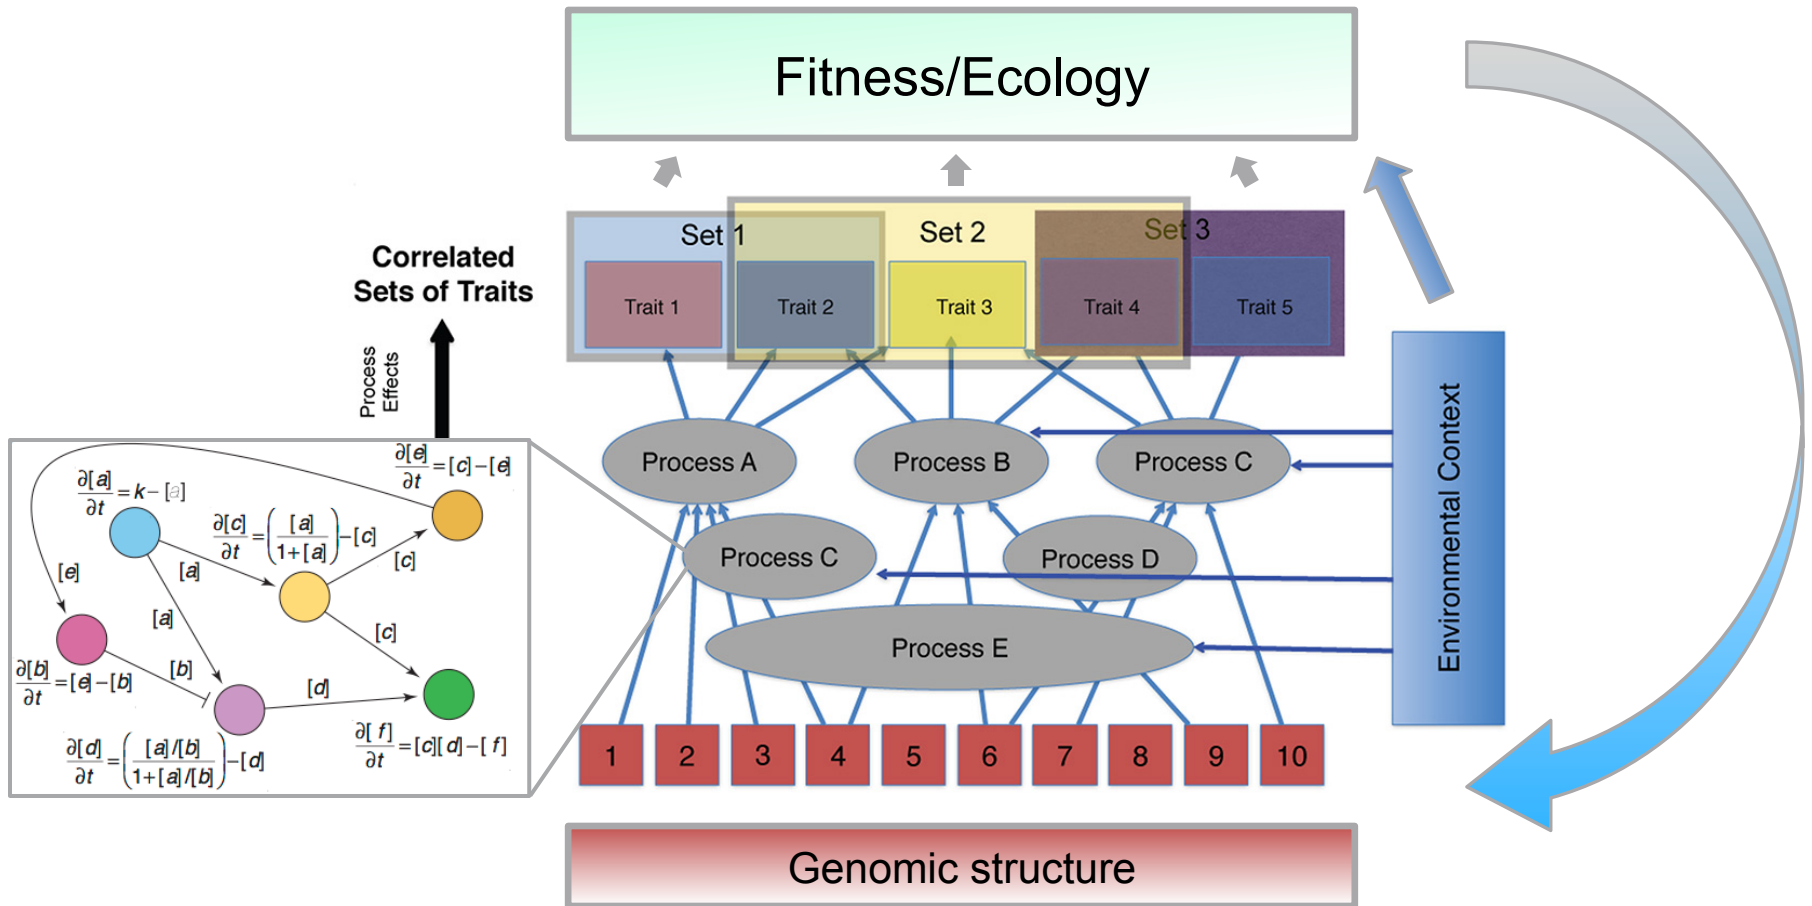 Fitness/Ecology
Set 1
Set 2
Set 3
Trait 1
Trait 2
Trait 3
Trait 4
Trait 5
Correlated
Sets of Traits
Process
Effects
Process A
Process B
Process C
Process C
Process D
Process E
Environmental Context
∂[e]/∂t = [c] – [e]
∂[a]/∂t = k – [a]
∂[c]/∂t = ([a]/(1+[a])) – [c]
[c]
[a]
[e]
[a]
[c]
[b]
[d]
∂[b]/∂t = [e] – [b]
∂[d]/∂t = ([a]/[b]/(1+[a]/[b])) – [d]
∂[f]/∂t = [c][d] – [f]
1 2 3 4 5 6 7 8 9 10
Genomic structure